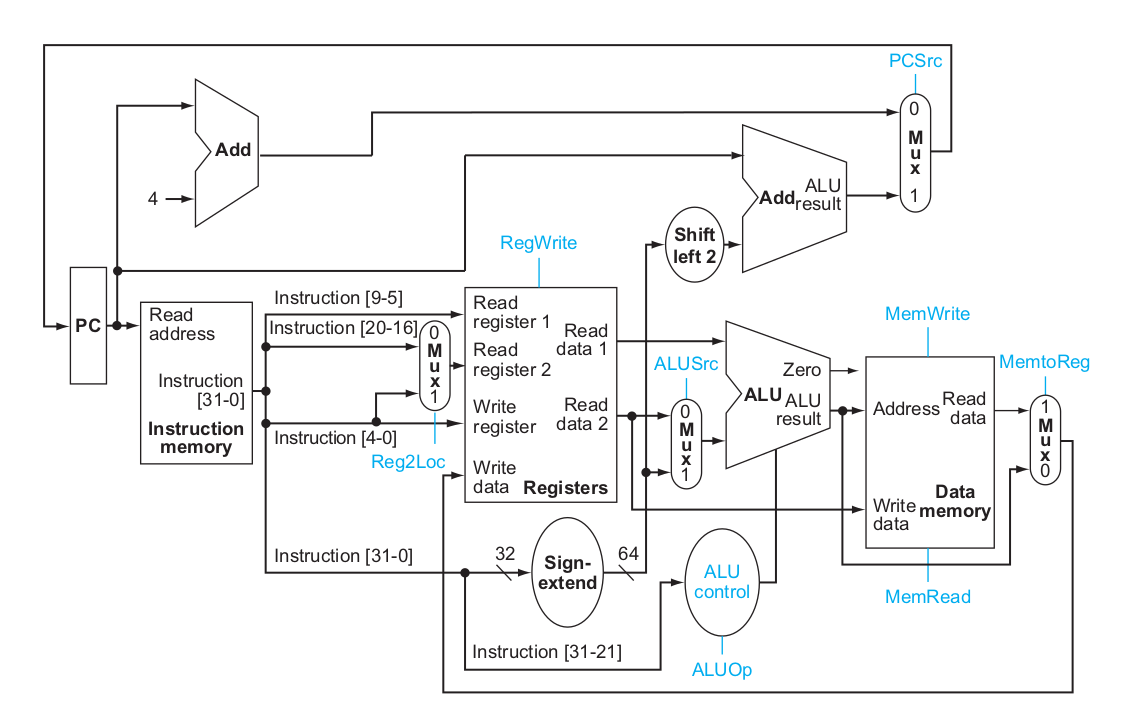 PCSrc
0
M
u
x
1
Add
4
ALU
Add result
Shift
left 2
RegWrite
PC
Read
address
Instruction
[31-0]
Instruction
memory
Instruction [9-5]
Instruction [20-16]
Instruction [4-0]
0
M
u
x
1
Reg2Loc
Read
register 1
Read
register 2
Write
register
Write
data
Read
data 1
Read
data 2
Registers
ALUSrc
0
M
u
x
1
Zero
ALU ALU
result
MemWrite
Address
Read
data
Write
data
Data
memory
MemRead
MemtoReg
1
M
u
x
0
Instruction [31-0]
32
Sign-
extend
64
ALU
control
ALUOp
Instruction [31-21]